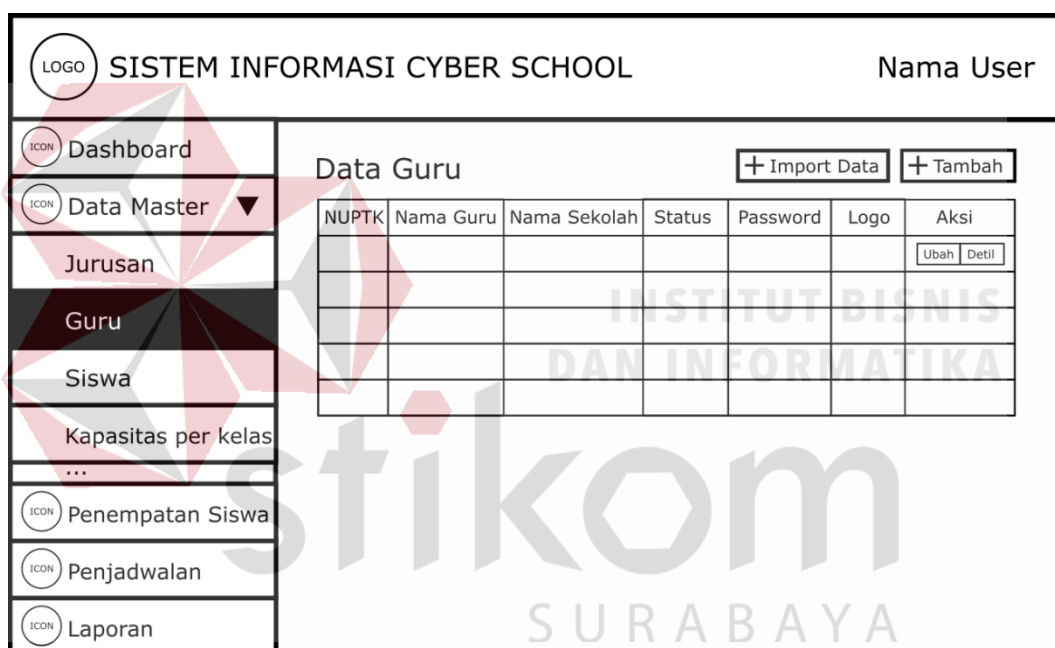 LOGO SISTEM INFORMASI CYBER SCHOOL Nama User
ICON Dashboard
ICON Data Master
Jurusan
Guru
Siswa
Kapasitas per kelas
...
ICON Penempatan Siswa
ICON Penjadwalan
ICON Laporan
Data Guru + Import Data + Tambah
NUPTK Nama Guru Nama Sekolah Status Password Logo Aksi
Ubah Detil
INSTITUT BISNIS
DAN INFORMATIKA
stikom
SURABAYA